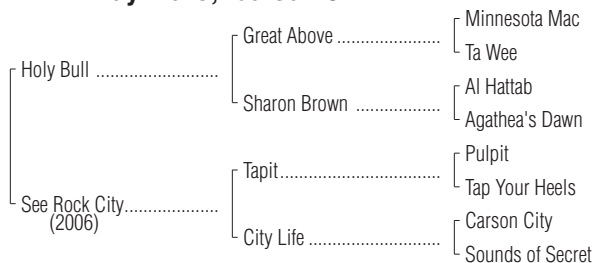 Holy Bull
Great Above
Minnesota Mac
Ta Wee
Sharon Brown
Al Hattab
Agathea's Dawn
See Rock City
(2006)
Tapit
Pulpit
Tap Your Heels
City Life
Carson City
Sounds of Secret